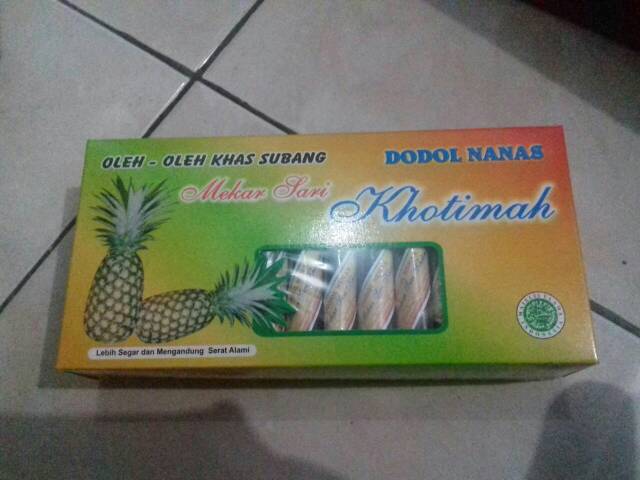 OLEH - OLEH KHAS SUBANG
DODOL NANAS
Mekar Sari
Khotimah
Lebih Segar dan Mengandung Serat Alami